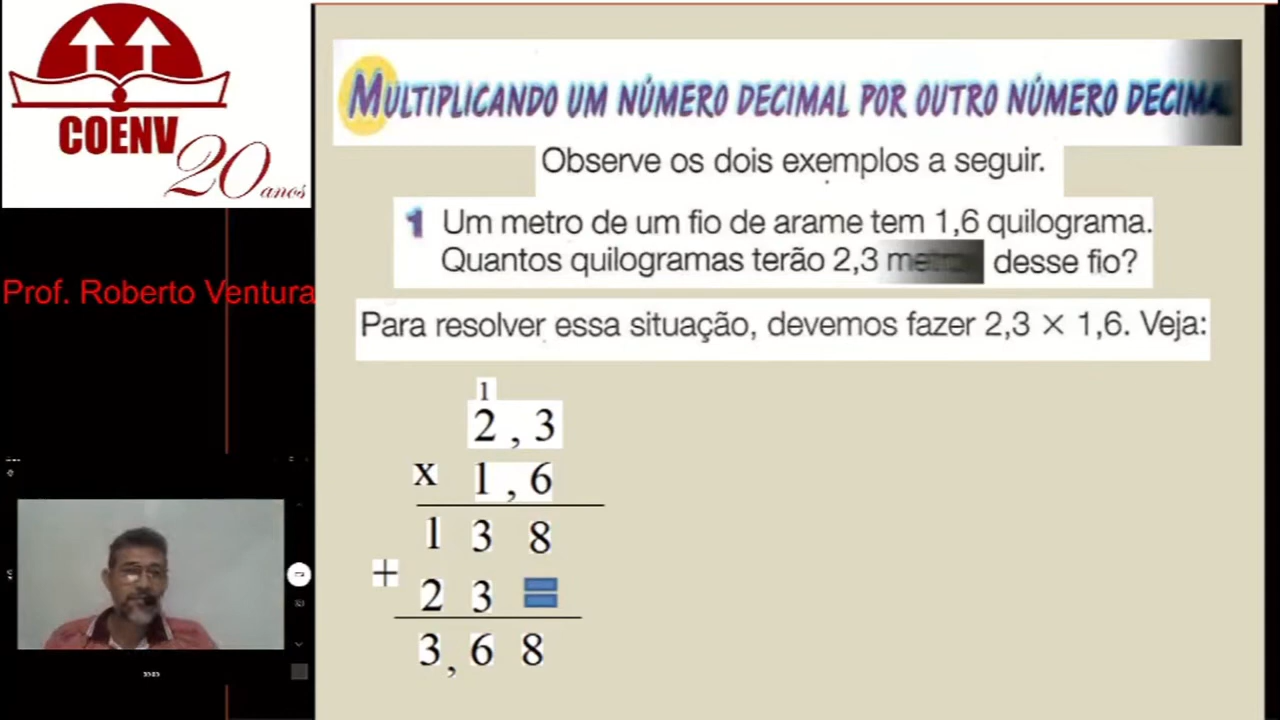 COENV
20 anos
Prof. Roberto Ventura
MULTIPLICANDO UM NÚMERO DECIMAL POR OUTRO NÚMERO DECIMAL
Observe os dois exemplos a seguir.
1 Um metro de um fio de arame tem 1,6 quilograma.
Quantos quilogramas terão 2,3 metros desse fio?
Para resolver essa situação, devemos fazer 2,3 × 1,6. Veja:
1
2,3
x 1,6
1 3 8
+ 2 3 =
3,6 8